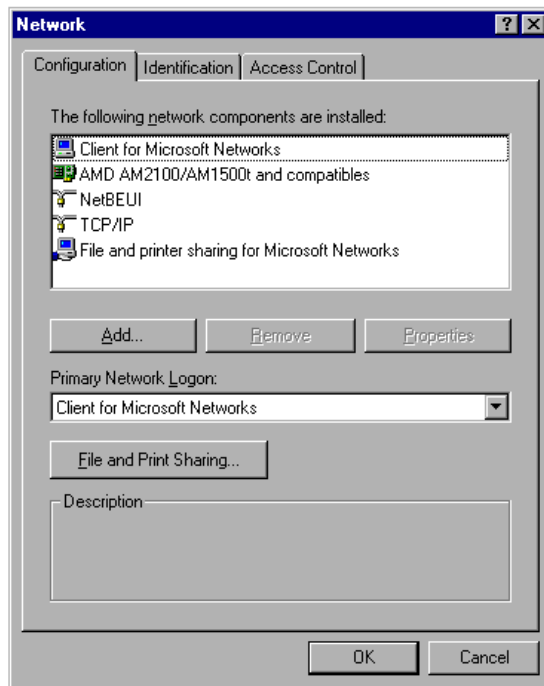 Network
Configuration Identification Access Control
The following network components are installed:
Client for Microsoft Networks
AMD AM2100/AM1500t and compatibles
NetBEUI
TCP/IP
File and printer sharing for Microsoft Networks
Add... Remove Properties
Primary Network Logon:
Client for Microsoft Networks
File and Print Sharing...
Description
OK Cancel